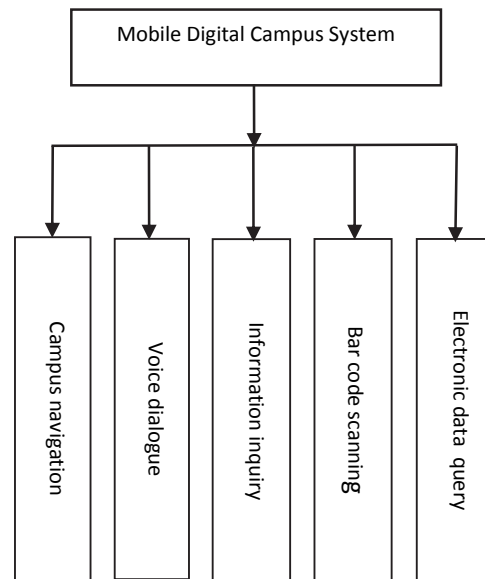 Mobile Digital Campus System
Campus navigation
Voice dialogue
Information inquiry
Bar code scanning
Electronic data query